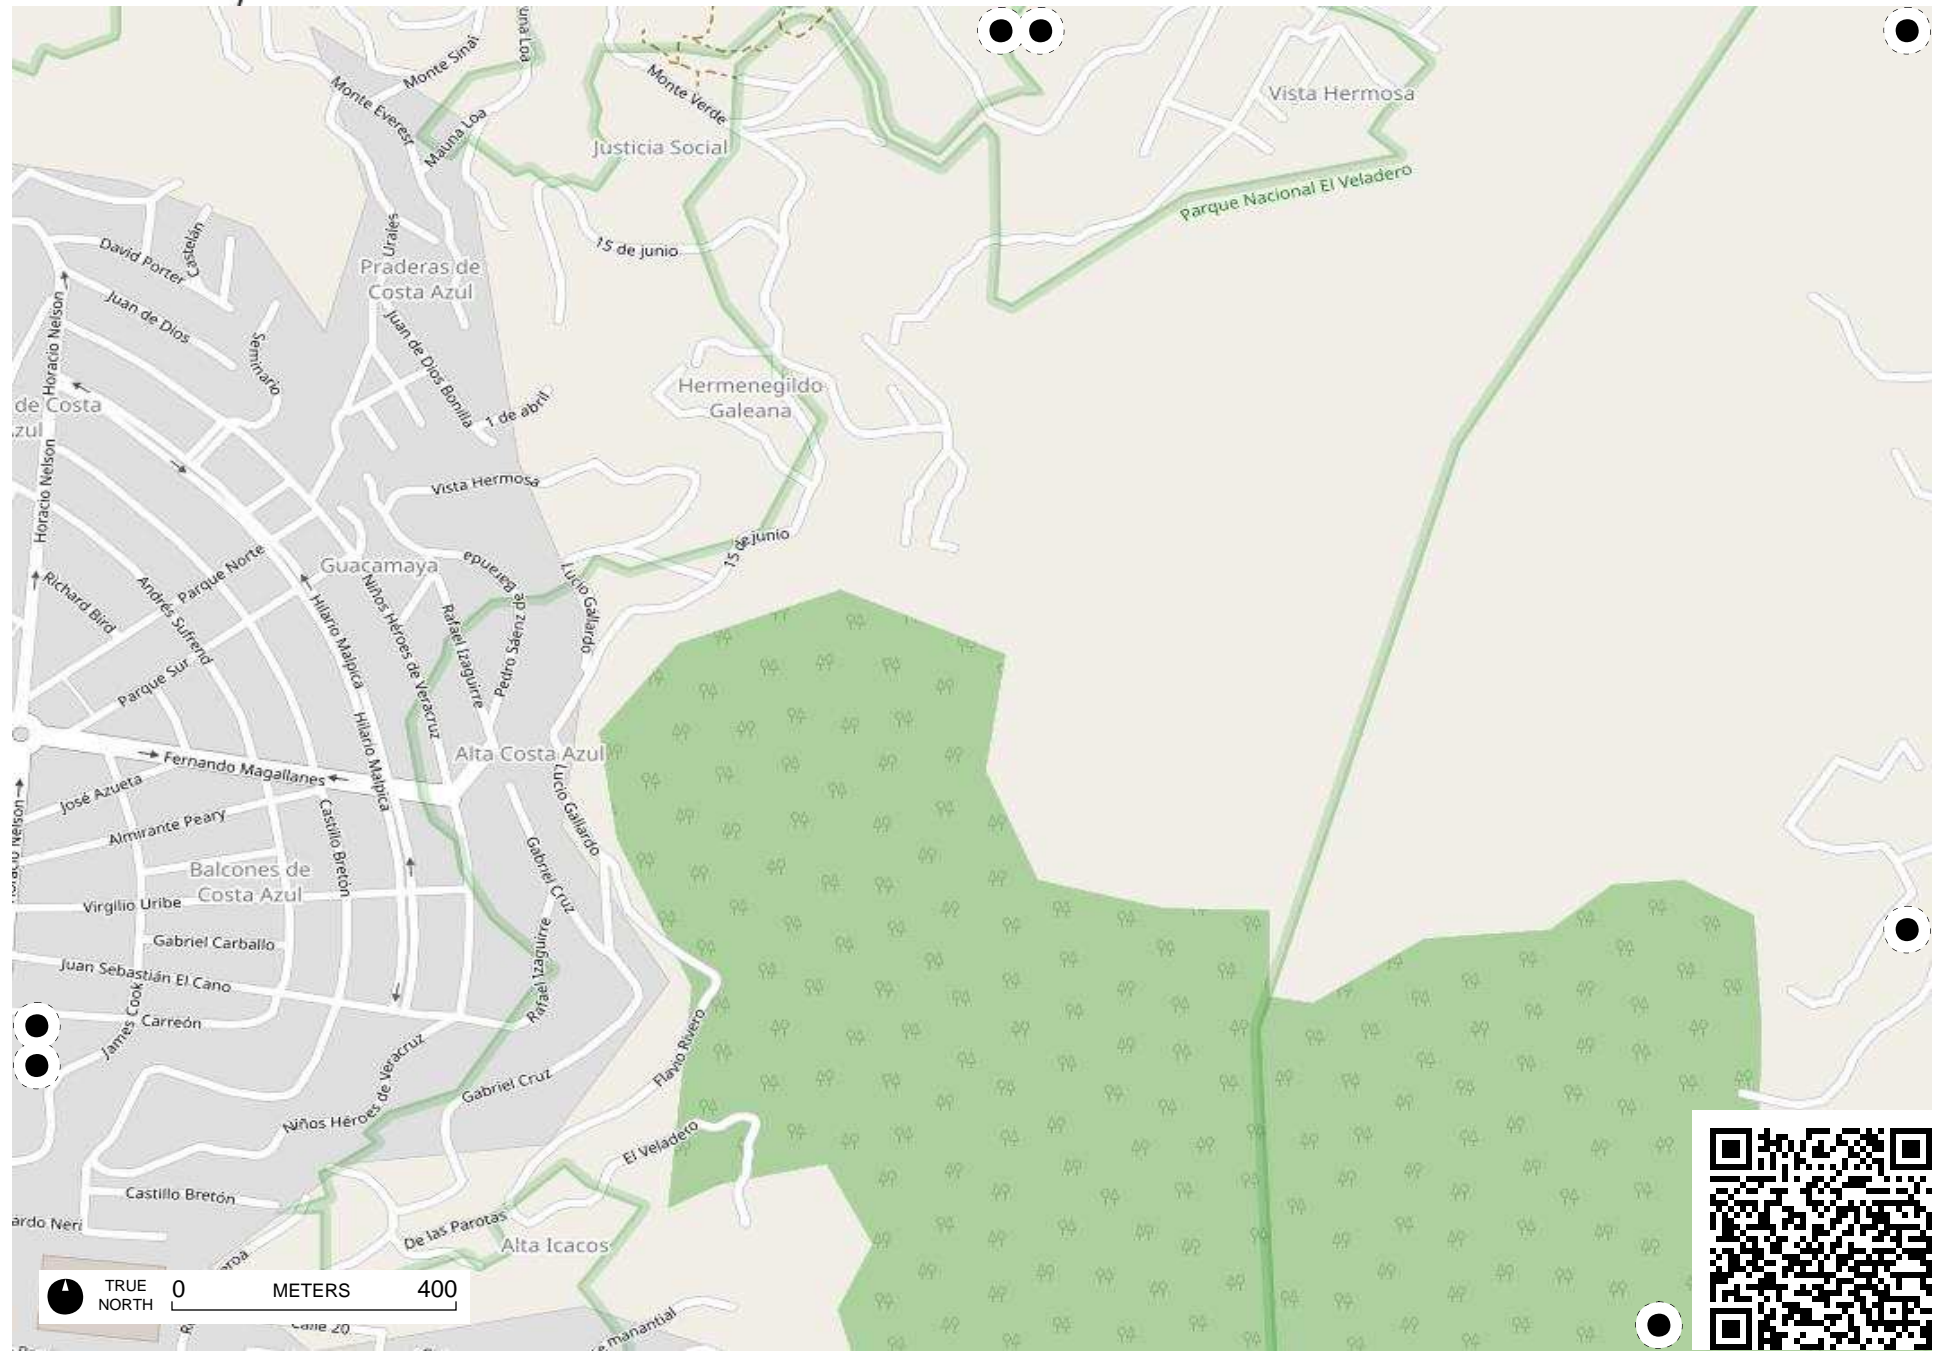 Monte Sinai
Mauna Loa
Monte Everest
Mauna Loa
Monte Verde
Justicia Social
Vista Hermosa
Parque Nacional El Veladero
David Porter
Castelán
Urales
15 de junio
Praderas de
Costa Azul
Juan de Dios
Horacio Nelson
Seminario
Juan de Dios Bonilla
1 de abril
Hermenegildo
Galeana
de Costa
Horacio Nelson
Vista Hermosa
15 de junio
Parque Norte
Guacamaya
Pedro Sáenz de Baranda
Lucio Gallardo
Richard Bird
Andrés Sufrend
Hilario Malpica
Niños Héroes de Veracruz
Rafael Izaguirre
Parque Sur
Hilario Malpica
Alta Costa Azul
Fernando Magallanes
Lucio Gallardo
José Azueta
Almirante Peary
Castillo Bretón
Gabriel Cruz
Balcones de
Costa Azul
Horacio Nelson
Virgilio Uribe
Gabriel Carballo
Rafael Izaguirre
Juan Sebastián El Cano
James Cook
Carreón
Flavio Rivero
Niños Héroes de Veracruz
Gabriel Cruz
El Veladero
Castillo Bretón
ardo Neri
De las Parotas
Alta Icacos
TRUE
NORTH
0 METERS 400
Calle 20
manantial